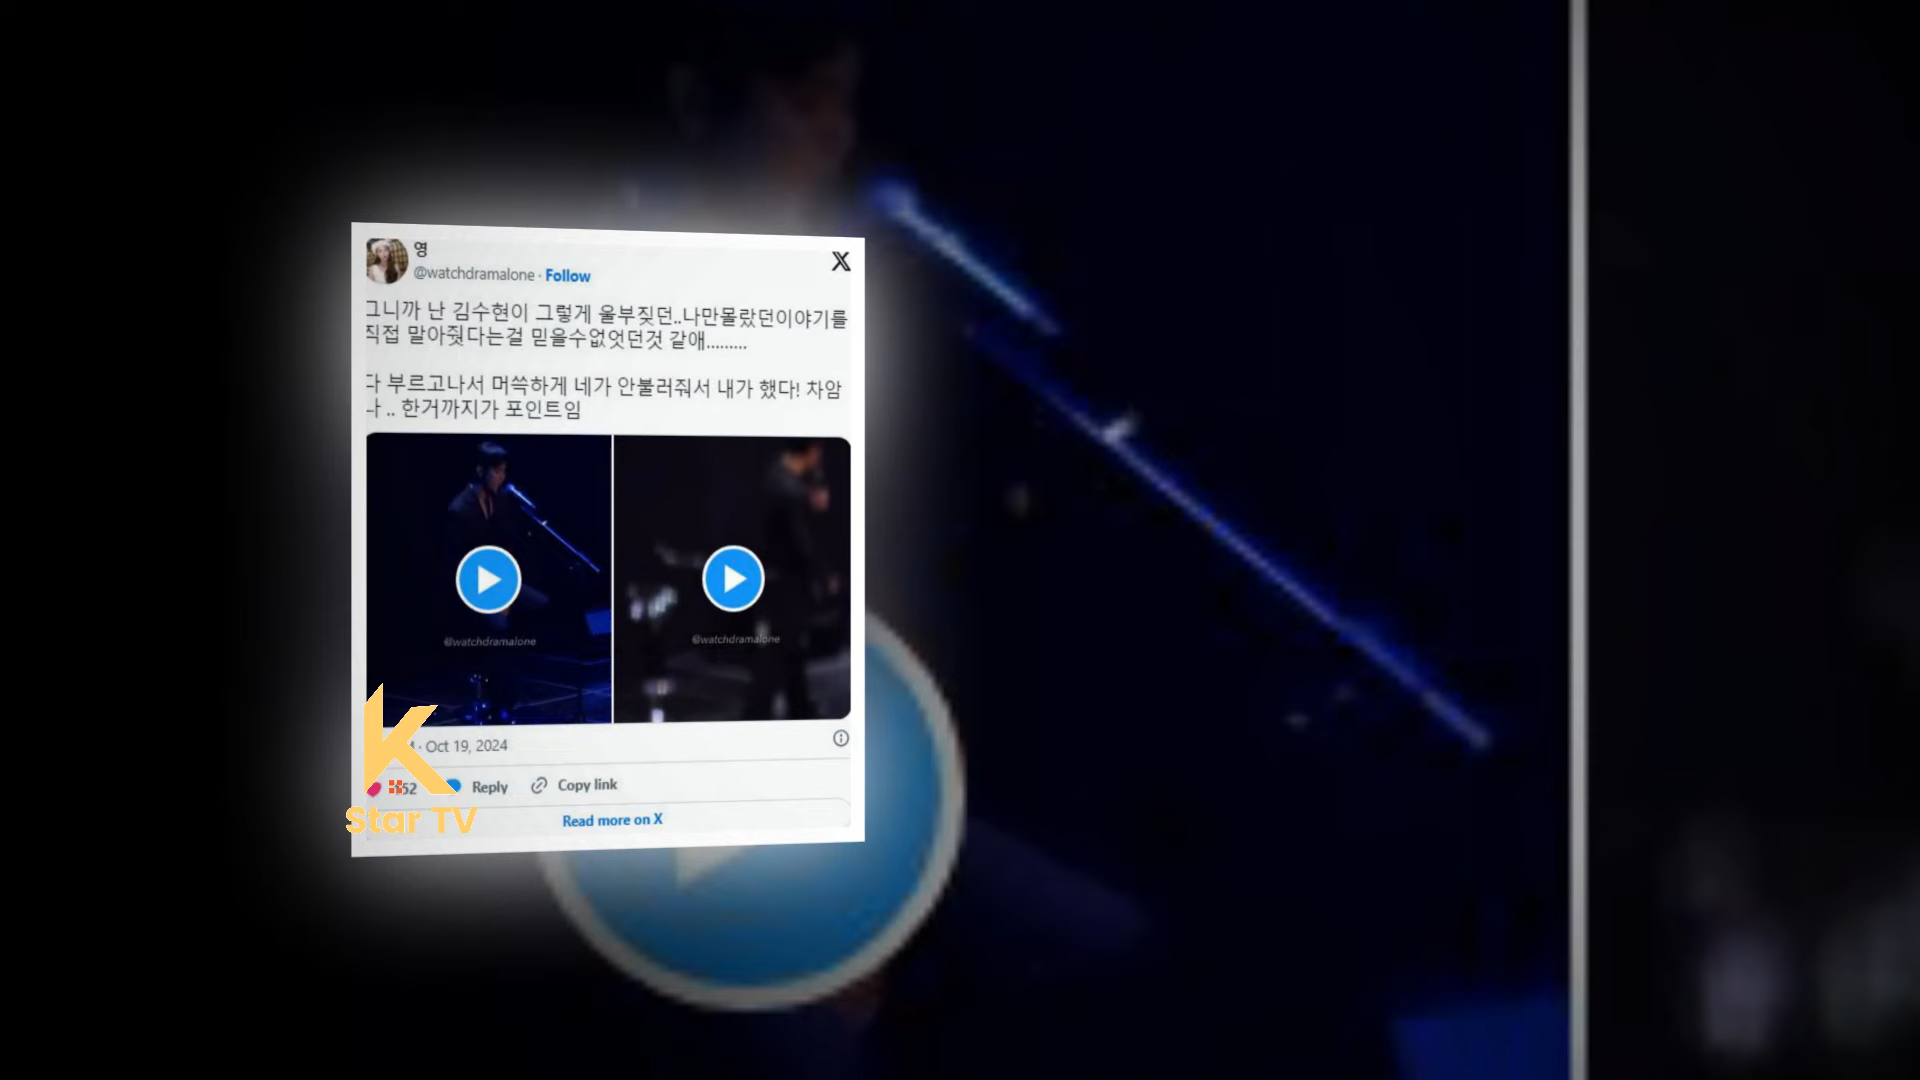 영
@watchdramalone · Follow
그니까 난 김수현이 그렇게 울부짖던..나만몰랐던이야기를
직접 말아줫다는걸 믿을수없엇던것 같애.........
다 부르고나서 머쓱하게 네가 안불러줘서 내가 했다! 차암
나 .. 한거까지가 포인트임
@watchdramalone
@watchdramalone
· Oct 19, 2024
52 Reply Copy link
Read more on X
K
Star TV